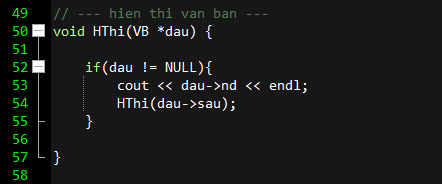 49 // --- hien thi van ban ---
50 void HThi(VB *dau) {
51
52 if(dau != NULL){
53 cout << dau->nd << endl;
54 HThi(dau->sau);
55 }
56
57 }
58